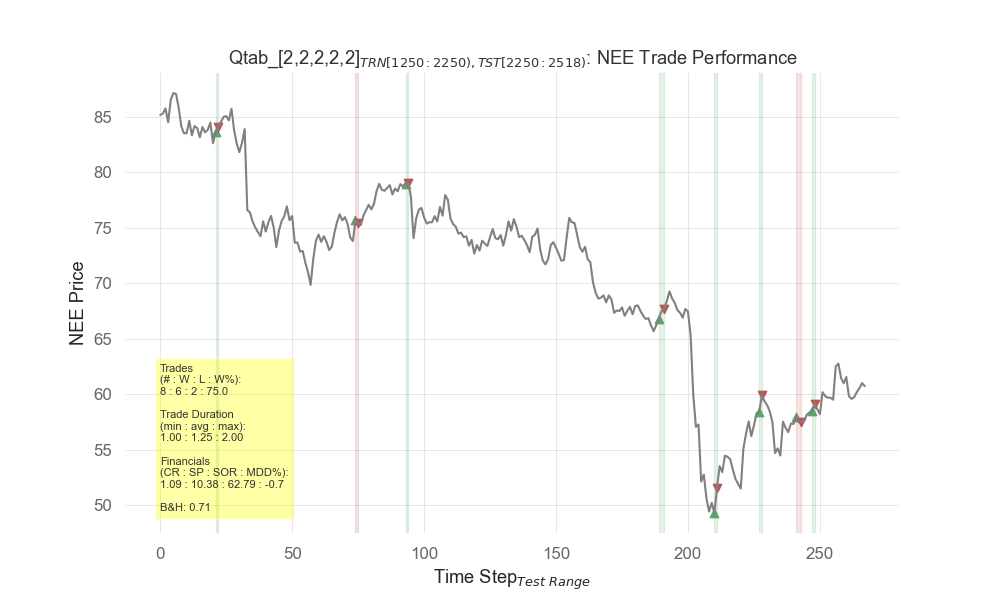 Qtab_[2,2,2,2,2]TRN[1250:2250),TST[2250:2518): NEE Trade Performance
NEE Price
85
80
75
70
65
60
55
50
Trades
(# : W : L : W%):
8 : 6 : 2 : 75.0
Trade Duration
(min : avg : max):
1.00 : 1.25 : 2.00
Financials
(CR : SP : SOR : MDD%):
1.09 : 10.38 : 62.79 : -0.7
B&H: 0.71
0 50 100 150 200 250
Time StepTest Range